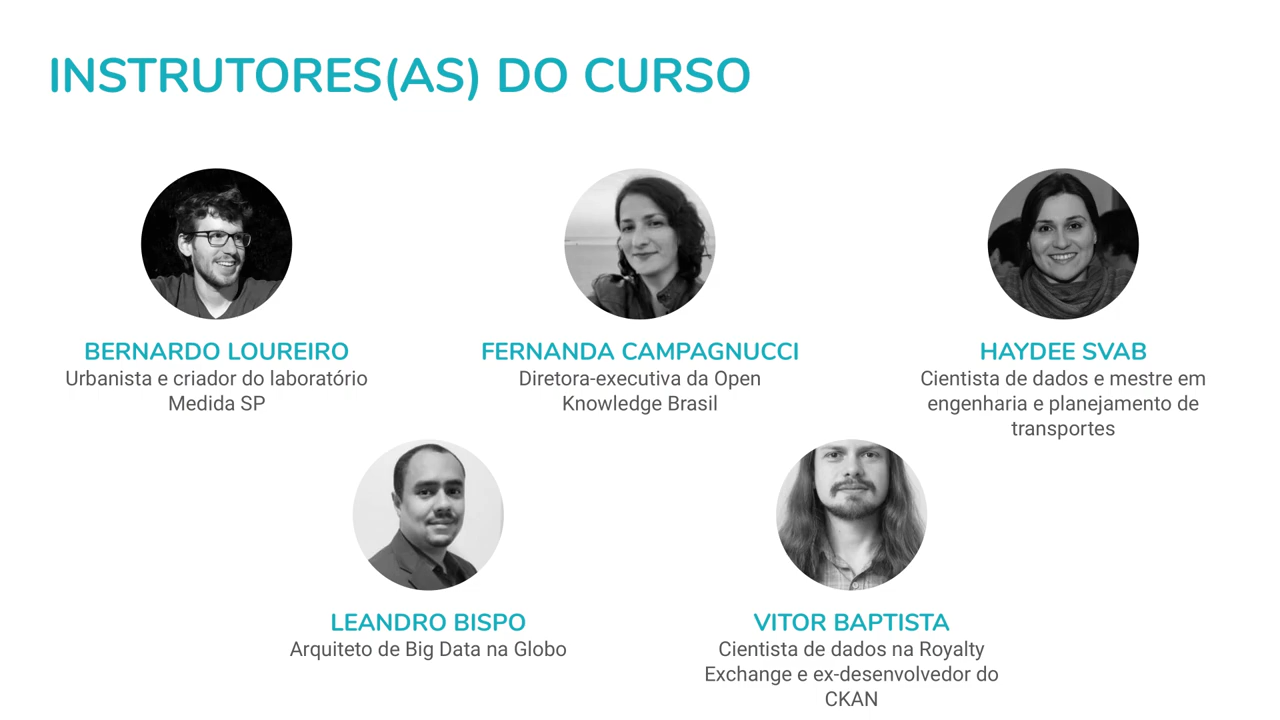 INSTRUTORES(AS) DO CURSO
BERNARDO LOUREIRO
Urbanista e criador do laboratório
Medida SP
FERNANDA CAMPAGNUCCI
Diretora-executiva da Open
Knowledge Brasil
HAYDEE SVAB
Cientista de dados e mestre em
engenharia e planejamento de
transportes
LEANDRO BISPO
Arquiteto de Big Data na Globo
VITOR BAPTISTA
Cientista de dados na Royalty
Exchange e ex-desenvolvedor do
CKAN